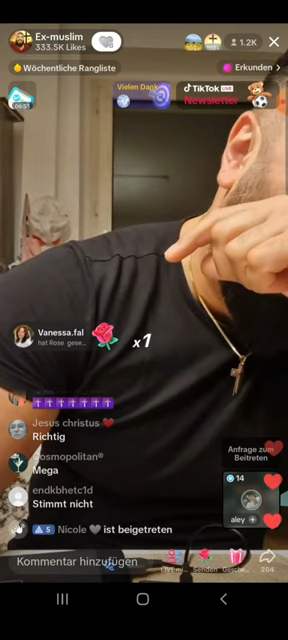 Ex-muslim
333.5K Likes
1.2K
Wöchentliche Rangliste
Erkunden >
Vielen Dank
TikTok LIVE
Newsletter
Vanessa.fal
hat Rose gese...
x1
Jesus christus
Richtig
Cosmopolitan®
Mega
endkbhetc1d
Stimmt nicht
5 Nicole ist beigetreten
Anfrage zum
Beitreten
14
aley +
Kommentar hinzufügen
Senden
204